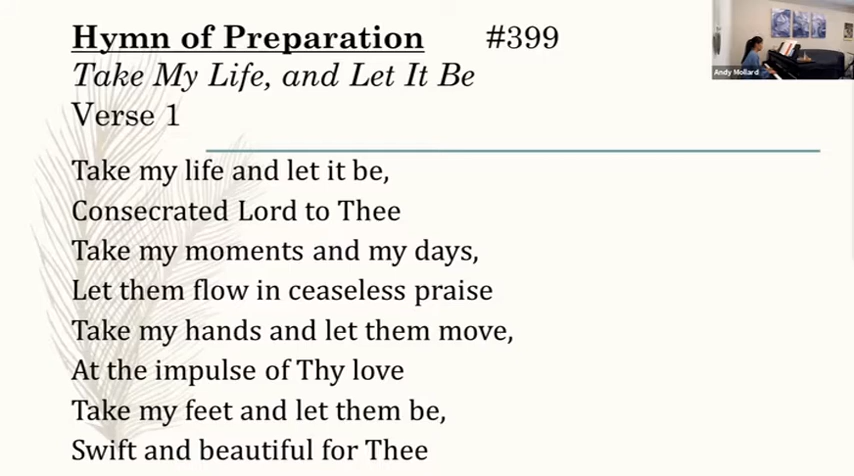 Hymn of Preparation #399
Take My Life, and Let It Be
Verse 1
Take my life and let it be,
Consecrated Lord to Thee
Take my moments and my days,
Let them flow in ceaseless praise
Take my hands and let them move,
At the impulse of Thy love
Take my feet and let them be,
Swift and beautiful for Thee
Andy Mollard